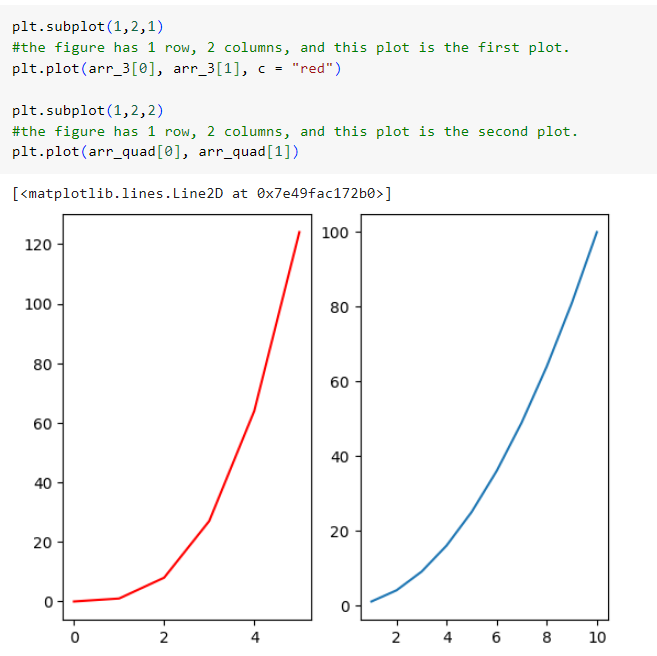 plt.subplot(1,2,1)
#the figure has 1 row, 2 columns, and this plot is the first plot.
plt.plot(arr_3[0], arr_3[1], c = "red")
plt.subplot(1,2,2)
#the figure has 1 row, 2 columns, and this plot is the second plot.
plt.plot(arr_quad[0], arr_quad[1])
[<matplotlib.lines.Line2D at 0x7e49fac172b0>]
120
100
80
60
40
20
0
0 2 4
100
80
60
40
20
0
2 4 6 8 10